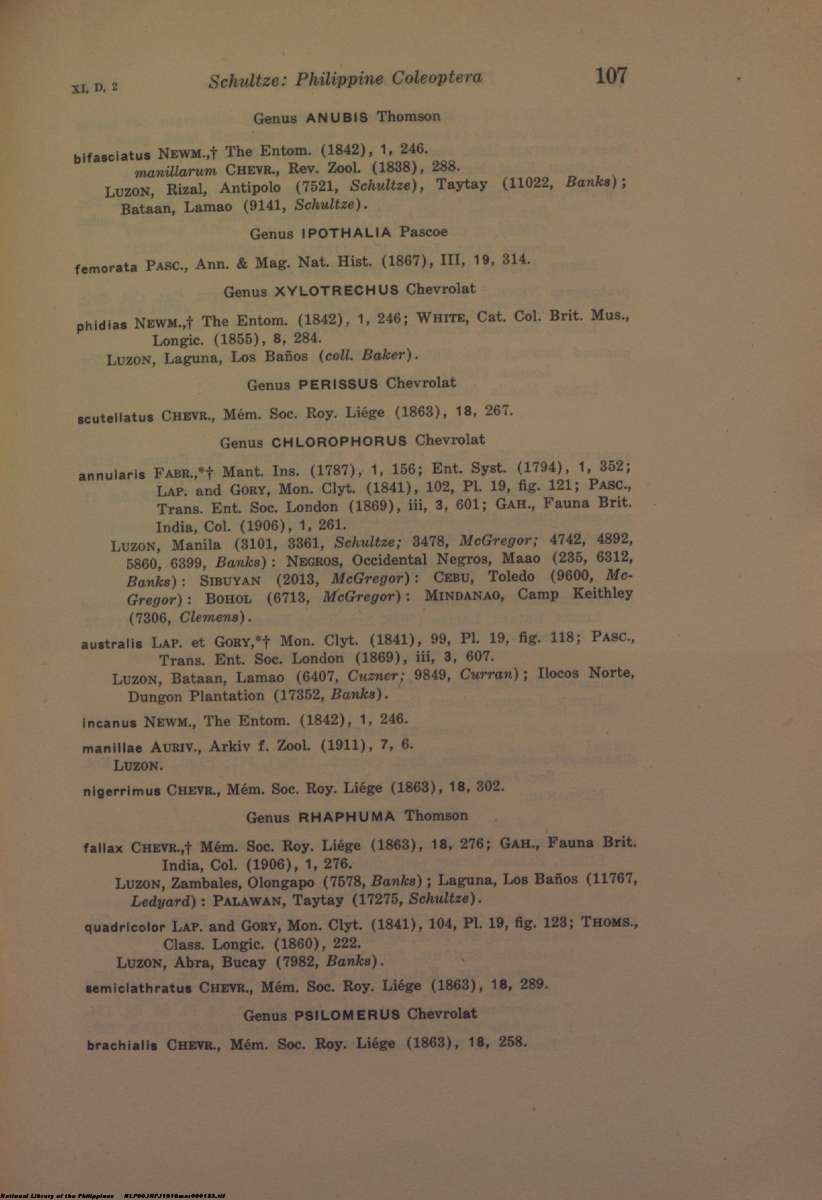 XI, D, 2 Schultze: Philippine Coleoptera 107
Genus ANUBIS Thomson
bifasciatus NEWM.,† The Entom. (1842), 1, 246.
manillarum CHEVR., Rev. Zool. (1838), 288.
LUZON, Rizal, Antipolo (7521, Schultze), Taytay (11022, Banks);
Bataan, Lamao (9141, Schultze).
Genus IPOTHALIA Pascoe
femorata PASC., Ann. & Mag. Nat. Hist. (1867), III, 19, 314.
Genus XYLOTRECHUS Chevrolat
phidias NEWM.,† The Entom. (1842), 1, 246; WHITE, Cat. Col. Brit. Mus.,
Longic. (1855), 8, 284.
LUZON, Laguna, Los Baños (coll. Baker).
Genus PERISSUS Chevrolat
scutellatus CHEVR., Mém. Soc. Roy. Liége (1863), 18, 267.
Genus CHLOROPHORUS Chevrolat
annularis FABR.,*† Mant. Ins. (1787), 1, 156; Ent. Syst. (1794), 1, 352;
LAP. and GORY, Mon. Clyt. (1841), 102, Pl. 19, fig. 121; PASC.,
Trans. Ent. Soc. London (1869), iii, 3, 601; GAH., Fauna Brit.
India, Col. (1906), 1, 261.
LUZON, Manila (3101, 3361, Schultze; 3478, McGregor; 4742, 4892,
5860, 6399, Banks): NEGROS, Occidental Negros, Maao (235, 6312,
Banks): SIBUYAN (2013, McGregor): CEBU, Toledo (9600, Mc-
Gregor): BOHOL (6713, McGregor): MINDANAO, Camp Keithley
(7306, Clemens).
australis LAP. et GORY,*† Mon. Clyt. (1841), 99, Pl. 19, fig. 118; PASC.,
Trans. Ent. Soc. London (1869), iii, 3, 607.
LUZON, Bataan, Lamao (6407, Cuzner; 9849, Curran); Ilocos Norte,
Dungon Plantation (17352, Banks).
incanus NEWM., The Entom. (1842), 1, 246.
manillae AURIV., Arkiv f. Zool. (1911), 7, 6.
LUZON.
nigerrimus CHEVR., Mém. Soc. Roy. Liége (1863), 18, 302.
Genus RHAPHUMA Thomson
fallax CHEVR.,† Mém. Soc. Roy. Liége (1863), 18, 276; GAH., Fauna Brit.
India, Col. (1906), 1, 276.
LUZON, Zambales, Olongapo (7578, Banks); Laguna, Los Baños (11767,
Ledyard): PALAWAN, Taytay (17275, Schultze).
quadricolor LAP. and GORY, Mon. Clyt. (1841), 104, Pl. 19, fig. 123; THOMS.,
Class. Longic. (1860), 222.
LUZON, Abra, Bucay (7982, Banks).
semiclathratus CHEVR., Mém. Soc. Roy. Liége (1863), 18, 289.
Genus PSILOMERUS Chevrolat
brachialis CHEVR., Mém. Soc. Roy. Liége (1863), 18, 258.
National Library of the Philippines